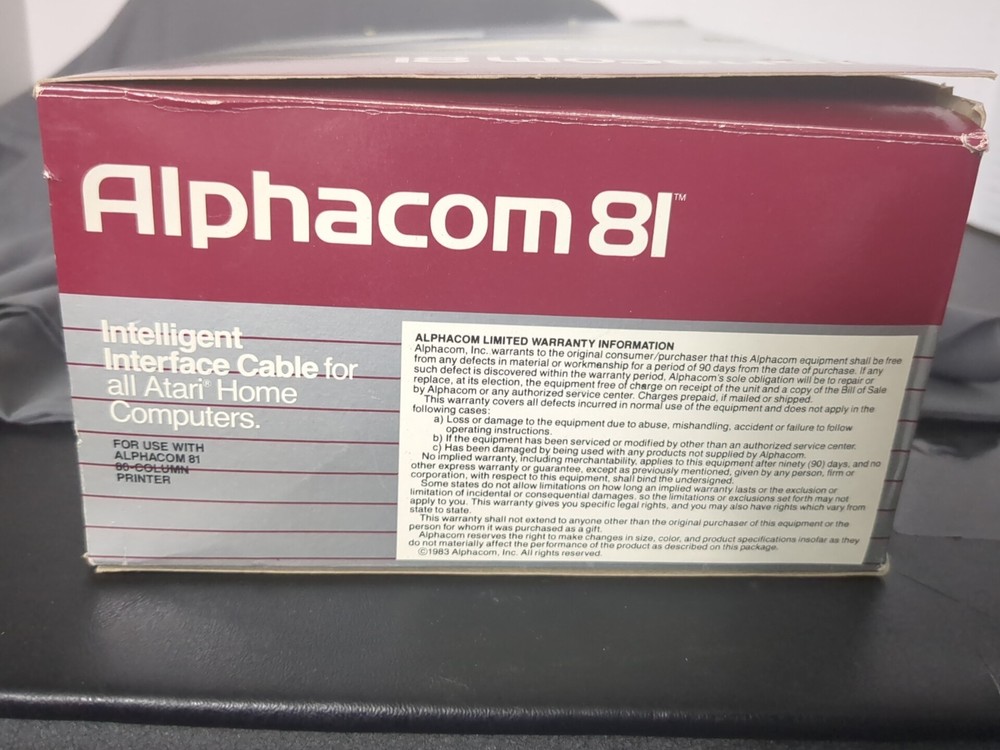 Alphacom 81
Alphacom 81™
Intelligent
Interface Cable for
all Atari® Home
Computers.
FOR USE WITH
ALPHACOM 81
80-COLUMN
PRINTER
ALPHACOM LIMITED WARRANTY INFORMATION
Alphacom, Inc. warrants to the original consumer/purchaser that this Alphacom equipment shall be free
from any defects in material or workmanship for a period of 90 days from the date of purchase. If any
such defect is discovered within the warranty period, Alphacom's sole obligation will be to repair or
replace, at its election, the equipment free of charge on receipt of the unit and a copy of the Bill of Sale
by Alphacom or any authorized service center. Charges prepaid, if mailed or shipped.
This warranty covers all defects incurred in normal use of the equipment and does not apply in the
following cases:
a) Loss or damage to the equipment due to abuse, mishandling, accident or failure to follow
operating instructions.
b) If the equipment has been serviced or modified by other than an authorized service center.
c) Has been damaged by being used with any products not supplied by Alphacom.
No implied warranty, including merchantability, applies to this equipment after ninety (90) days, and no
other express warranty or guarantee, except as previously mentioned, given by any person, firm or
corporation, with respect to this equipment, shall bind the undersigned.
Some states do not allow limitations on how long an implied warranty lasts or the exclusion or
limitation of incidental or consequential damages, so the limitations or exclusions set forth may not
apply to you. This warranty gives you specific legal rights, and you may also have rights which vary from
state to state.
This warranty shall not extend to anyone other than the original purchaser of this equipment or the
person for whom it was purchased as a gift.
Alphacom reserves the right to make changes in size, color, and product specifications insofar as they
do not materially affect the performance of the product as described on this package.
©1983 Alphacom, Inc. All rights reserved.